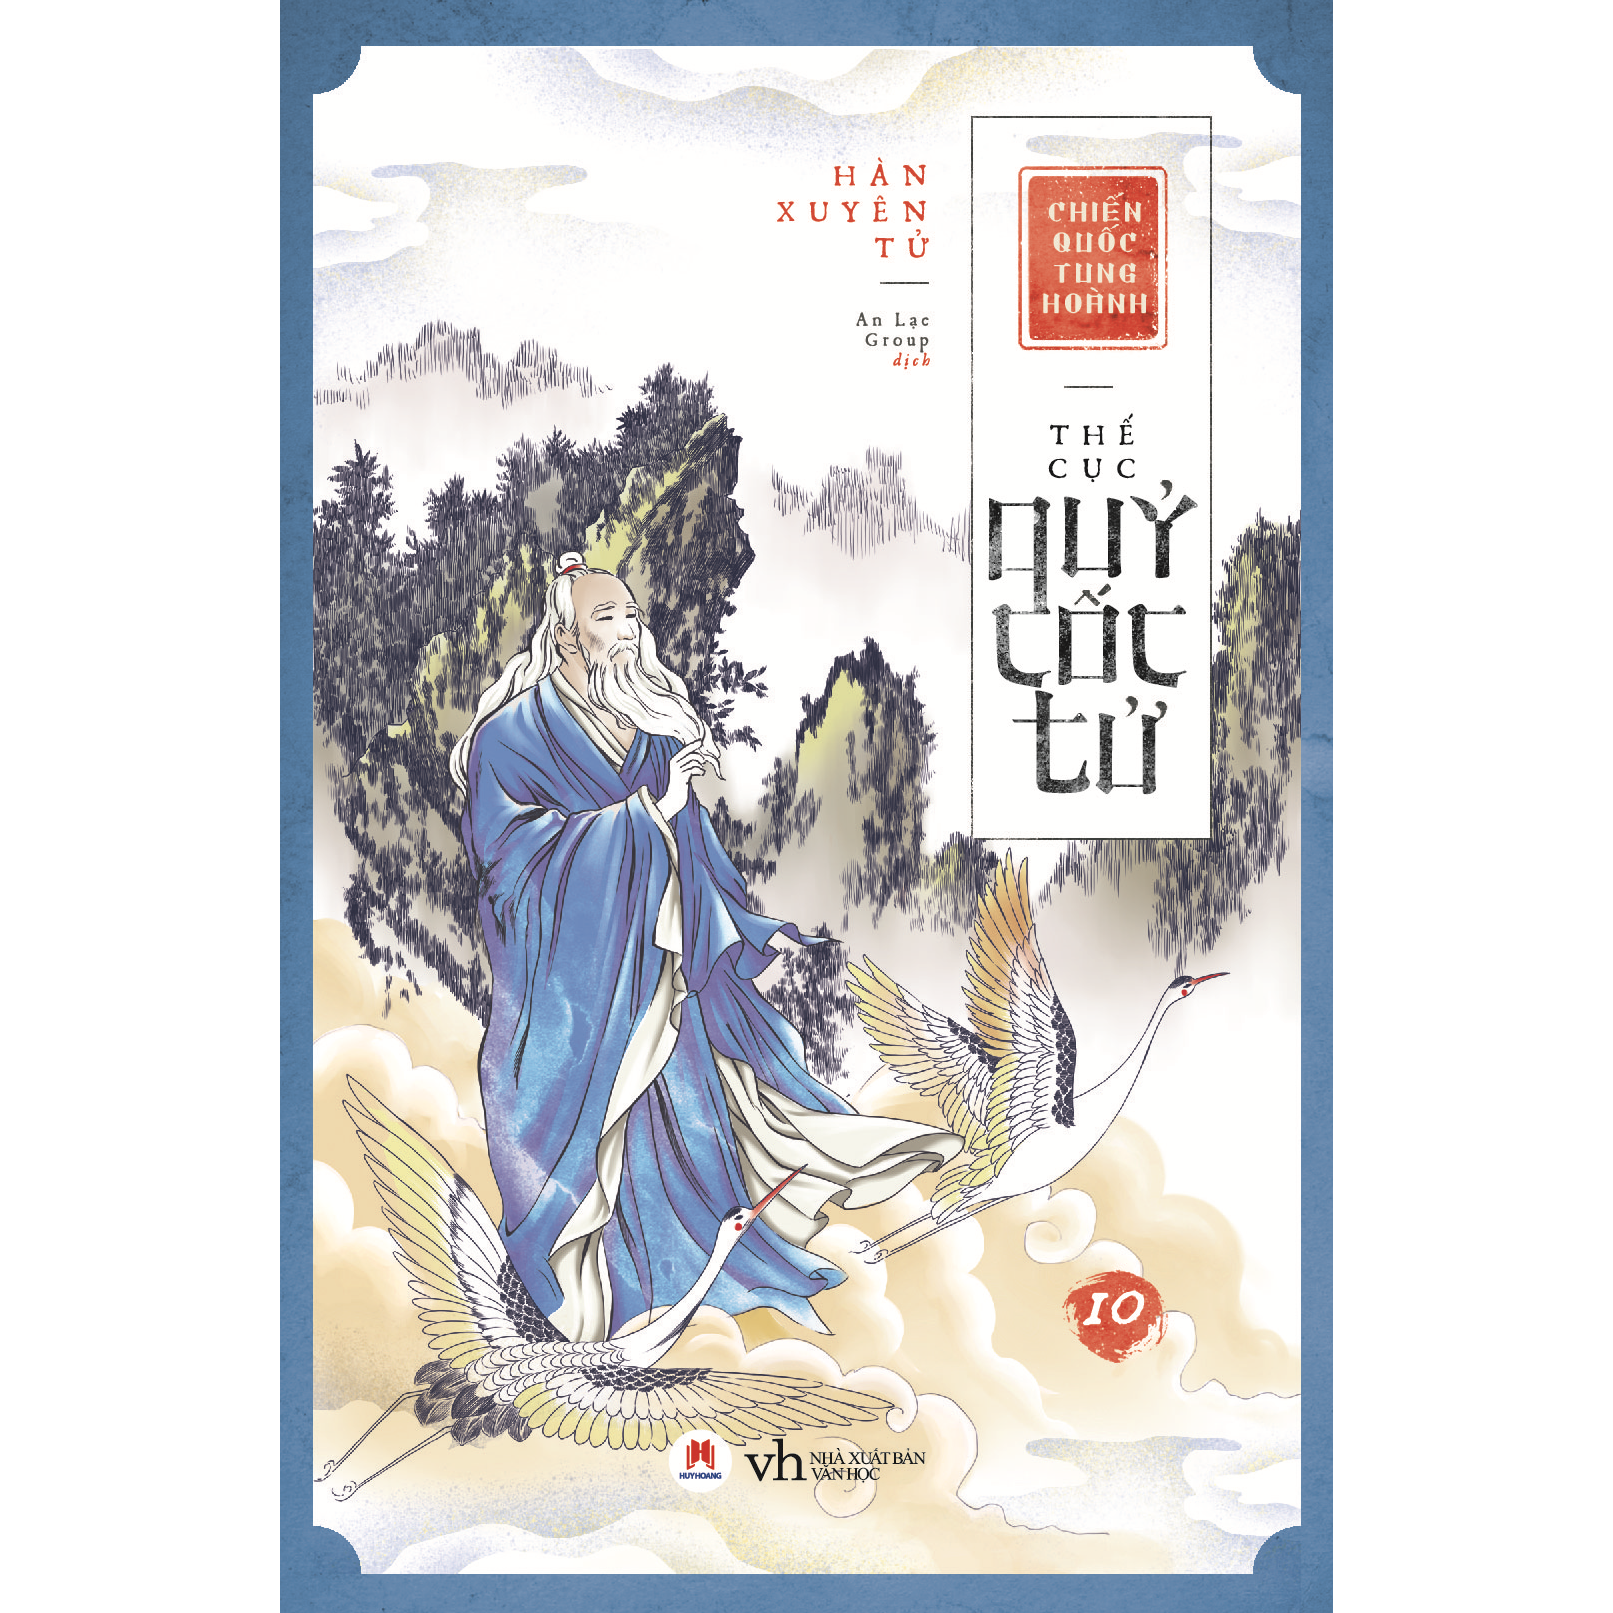 HÀN
XUYÊN
TỬ
An Lạc
Group
dịch
CHIẾN
QUỐC
TUNG
HOÀNH
THẾ
CỤC
QUỶ
CỐC
TỬ
10
HUYHOANG
vh NHÀ XUẤT BẢN
VĂN HỌC